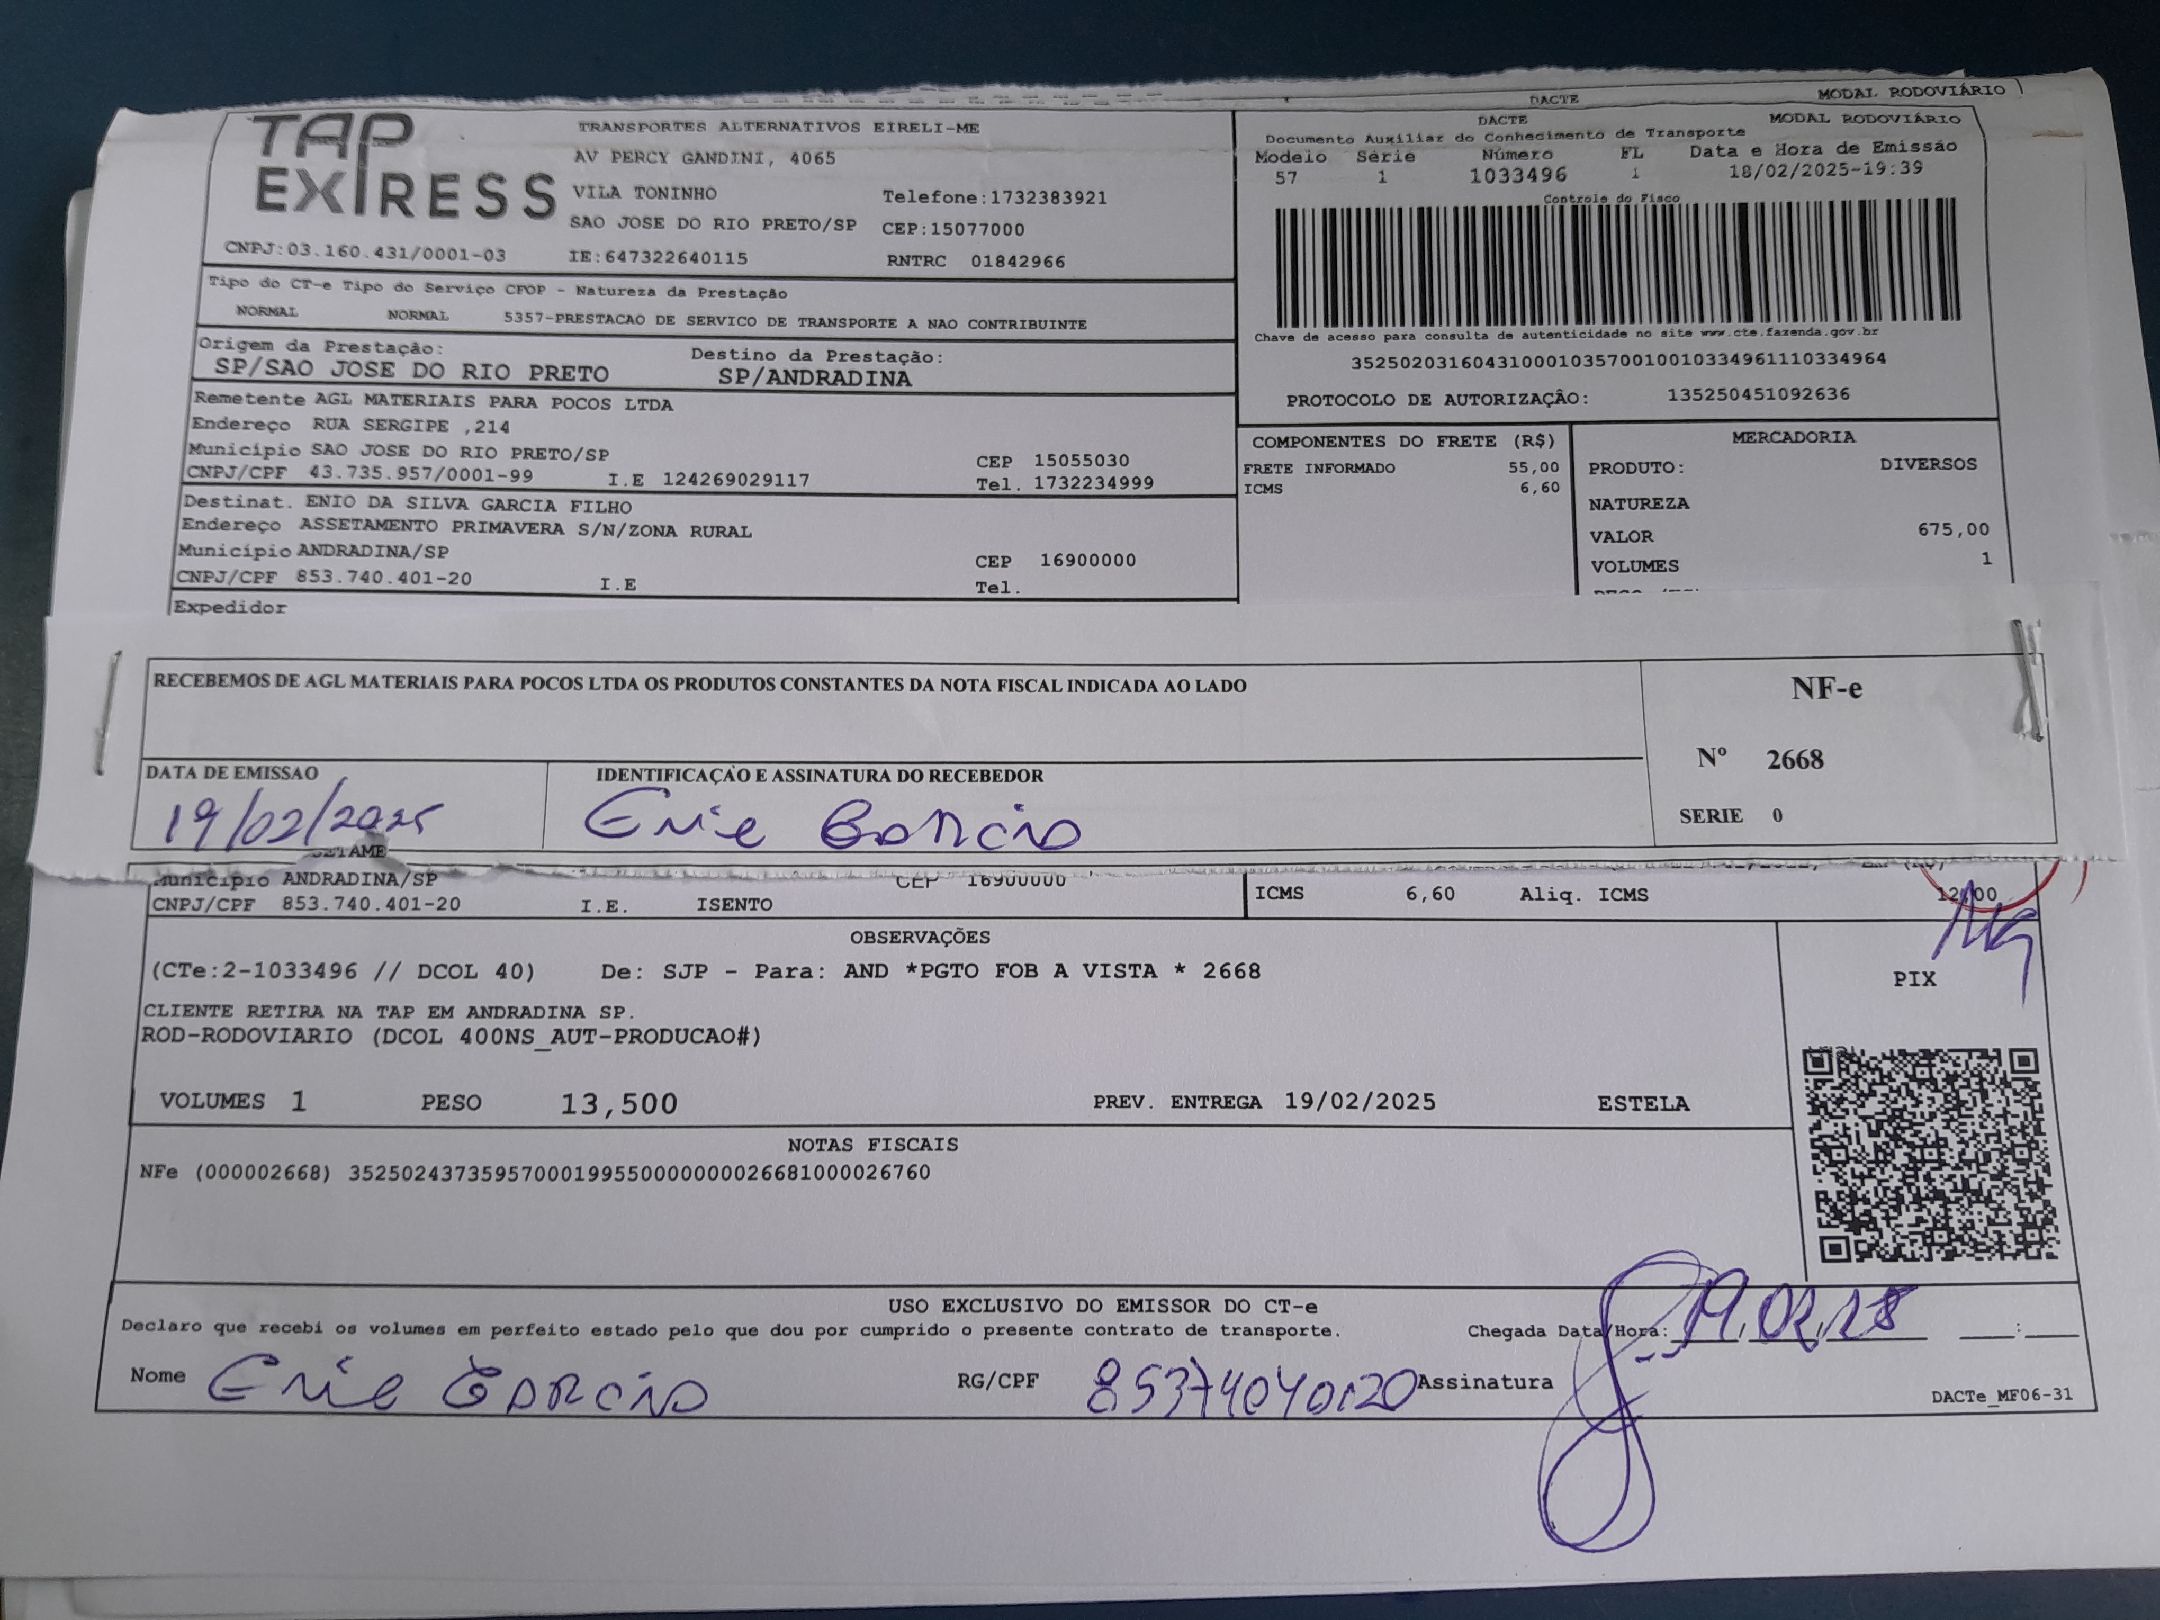 DACTE MODAL RODOVIÁRIO
TAP EXPRESS
TRANSPORTES ALTERNATIVOS EIRELI-ME
AV PERCY GANDINI, 4065
VILA TONINHO Telefone:1732383921
SAO JOSE DO RIO PRETO/SP CEP:15077000
CNPJ:03.160.431/0001-03 IE:647322640115 RNTRC 01842966
DACTE MODAL RODOVIÁRIO
Documento Auxiliar do Conhecimento de Transporte
Modelo Série Número FL Data e Hora de Emissão
57 1 1033496 1 18/02/2025-19:39
Controle do Fisco
Chave de acesso para consulta de autenticidade no site www.cte.fazenda.gov.br
35250203160431000103570010010334961110334964
PROTOCOLO DE AUTORIZAÇÃO: 135250451092636
Tipo do CT-e Tipo do Serviço CFOP - Natureza da Prestação
NORMAL NORMAL 5357-PRESTACAO DE SERVICO DE TRANSPORTE A NAO CONTRIBUINTE
Origem da Prestação: Destino da Prestação:
SP/SAO JOSE DO RIO PRETO SP/ANDRADINA
Remetente AGL MATERIAIS PARA POCOS LTDA
Endereço RUA SERGIPE ,214
Município SAO JOSE DO RIO PRETO/SP CEP 15055030
CNPJ/CPF 43.735.957/0001-99 I.E 124269029117 Tel. 1732234999
Destinat. ENIO DA SILVA GARCIA FILHO
Endereço ASSETAMENTO PRIMAVERA S/N/ZONA RURAL
Município ANDRADINA/SP CEP 16900000
CNPJ/CPF 853.740.401-20 I.E Tel.
Expedidor
COMPONENTES DO FRETE (R$)
FRETE INFORMADO 55,00
ICMS 6,60
MERCADORIA
PRODUTO: DIVERSOS
NATUREZA
VALOR 675,00
VOLUMES 1
RECEBEMOS DE AGL MATERIAIS PARA POCOS LTDA OS PRODUTOS CONSTANTES DA NOTA FISCAL INDICADA AO LADO
NF-e
Nº 2668
SERIE 0
DATA DE EMISSAO IDENTIFICAÇÃO E ASSINATURA DO RECEBEDOR
19/02/2025 Enie Garcia
Município ANDRADINA/SP CEP 16900000
CNPJ/CPF 853.740.401-20 I.E. ISENTO
ICMS 6,60 Aliq. ICMS 12,00
OBSERVAÇÕES
(CTe:2-1033496 // DCOL 40) De: SJP - Para: AND *PGTO FOB A VISTA * 2668
CLIENTE RETIRA NA TAP EM ANDRADINA SP.
ROD-RODOVIARIO (DCOL 400NS_AUT-PRODUCAO#)
PIX
VOLUMES 1 PESO 13,500 PREV. ENTREGA 19/02/2025 ESTELA
NOTAS FISCAIS
NFe (000002668) 35250243735957000199550000000026681000026760
USO EXCLUSIVO DO EMISSOR DO CT-e
Declaro que recebi os volumes em perfeito estado pelo que dou por cumprido o presente contrato de transporte. Chegada Data/Hora: 19,02,25 __:__
Nome Enie Garcia RG/CPF 85374040120 Assinatura
DACTe_MF06-31